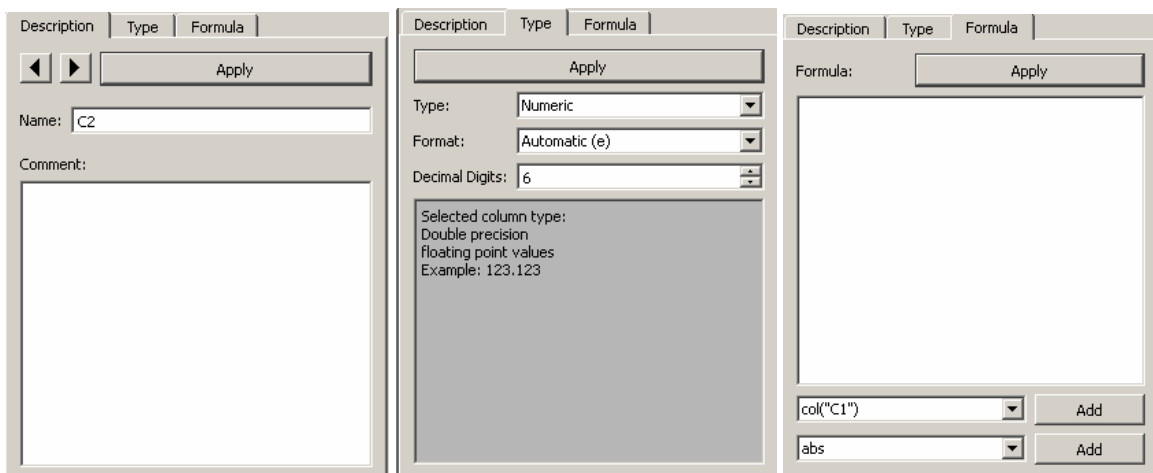 Description Type Formula
Apply
Name: C2
Comment:
Description Type Formula
Apply
Type: Numeric
Format: Automatic (e)
Decimal Digits: 6
Selected column type:
Double precision
floating point values
Example: 123.123
Description Type Formula
Formula: Apply
col("C1") Add
abs Add